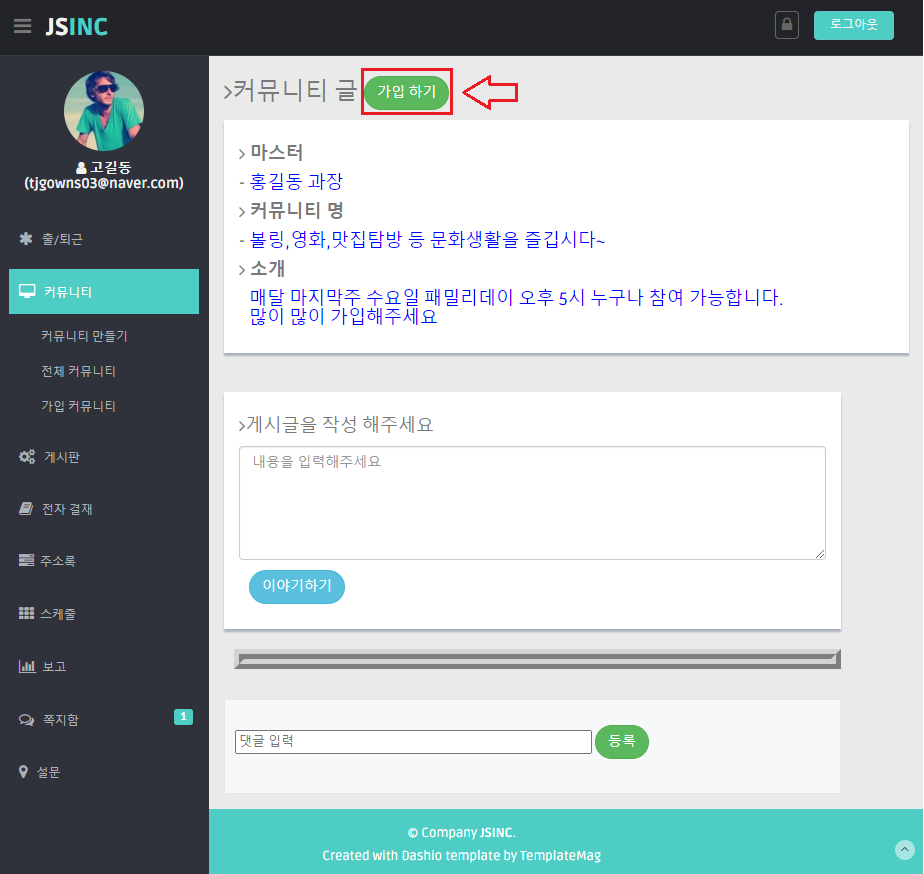 JSINC
로그아웃
고길동
(tjgowns03@naver.com)
출/퇴근
커뮤니티
커뮤니티 만들기
전체 커뮤니티
가입 커뮤니티
게시판
전자 결재
주소록
스케줄
보고
쪽지함 1
설문
>커뮤니티 글 가입 하기
> 마스터
- 홍길동 과장
> 커뮤니티 명
- 볼링,영화,맛집탐방 등 문화생활을 즐깁시다~
> 소개
매달 마지막주 수요일 패밀리데이 오후 5시 누구나 참여 가능합니다.
많이 많이 가입해주세요
>게시글을 작성 해주세요
내용을 입력해주세요
이야기하기
댓글 입력 등록
© Company JSINC.
Created with Dashio template by TemplateMag